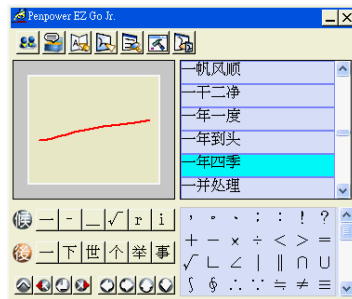 Penpower EZ Go Jr.
一帆风顺
一干二净
一年一度
一年到头
一年四季
一并处理
候 一 - _ √ r i
後 一 下 世 个 举 事
, 。 、 ; : ! ?
+ − × ÷ < > =
√ ∟ ∠ | ‖ ∩ ∪
∫ ∮ ∴ ∵ ≒ ≠ ≡